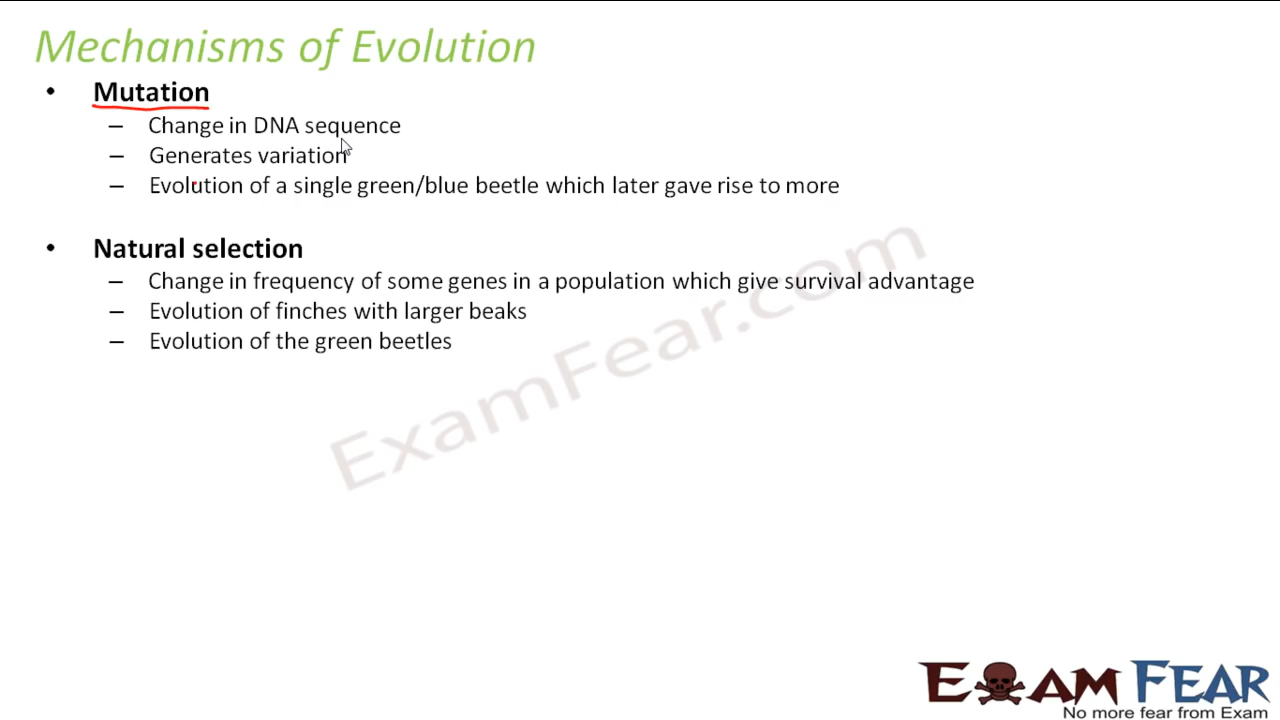 Mechanisms of Evolution
• Mutation
– Change in DNA sequence
– Generates variation
– Evolution of a single green/blue beetle which later gave rise to more
• Natural selection
– Change in frequency of some genes in a population which give survival advantage
– Evolution of finches with larger beaks
– Evolution of the green beetles
ExamFear.com
EXAM FEAR
No more fear from Exam